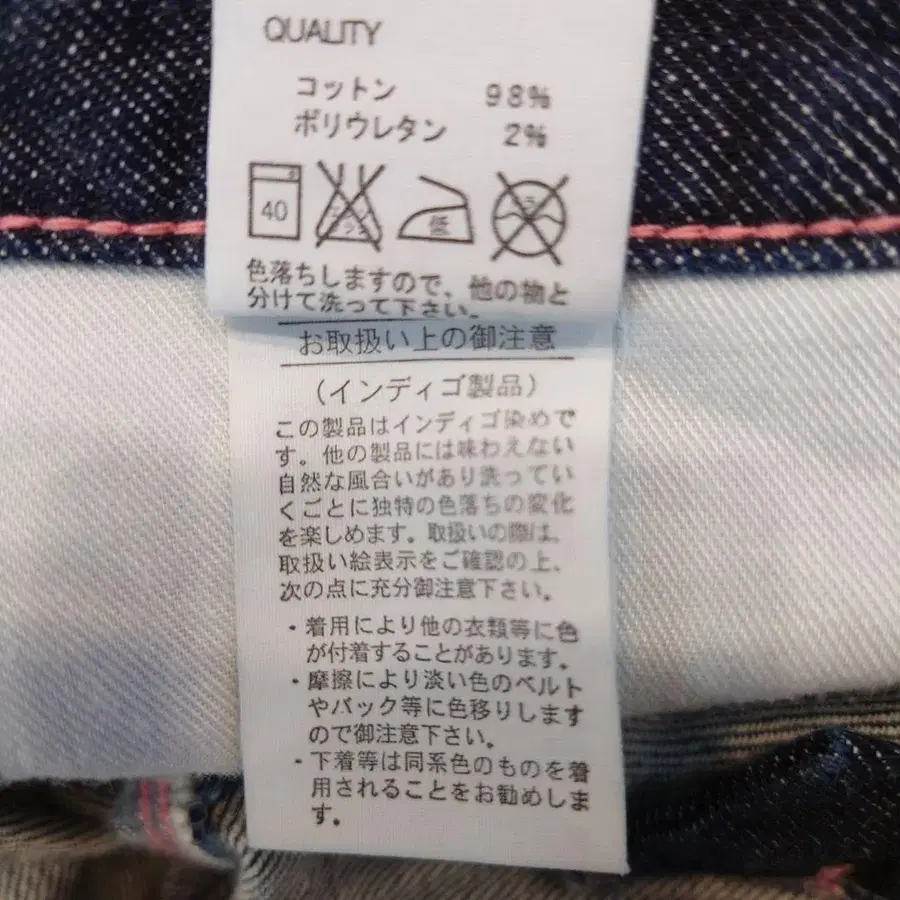 QUALITY
コットン 98%
ポリウレタン 2%
40 エンソ サラシ 低 ドライ
色落ちしますので、他の物と
分けて洗って下さい。
お取扱い上の御注意
(インディゴ製品)
この製品はインディゴ染めで
す。他の製品には味わえない
自然な風合いがあり洗ってい
くごとに独特の色落ちの変化
を楽しめます。取扱いの際は、
取扱い絵表示をご確認の上、
次の点に充分御注意下さい。
・着用により他の衣類等に色
が付着することがあります。
・摩擦により淡い色のベルト
やバック等に色移りします
ので御注意下さい。
・下着等は同系色のものを着
用されることをお勧めしま
す。